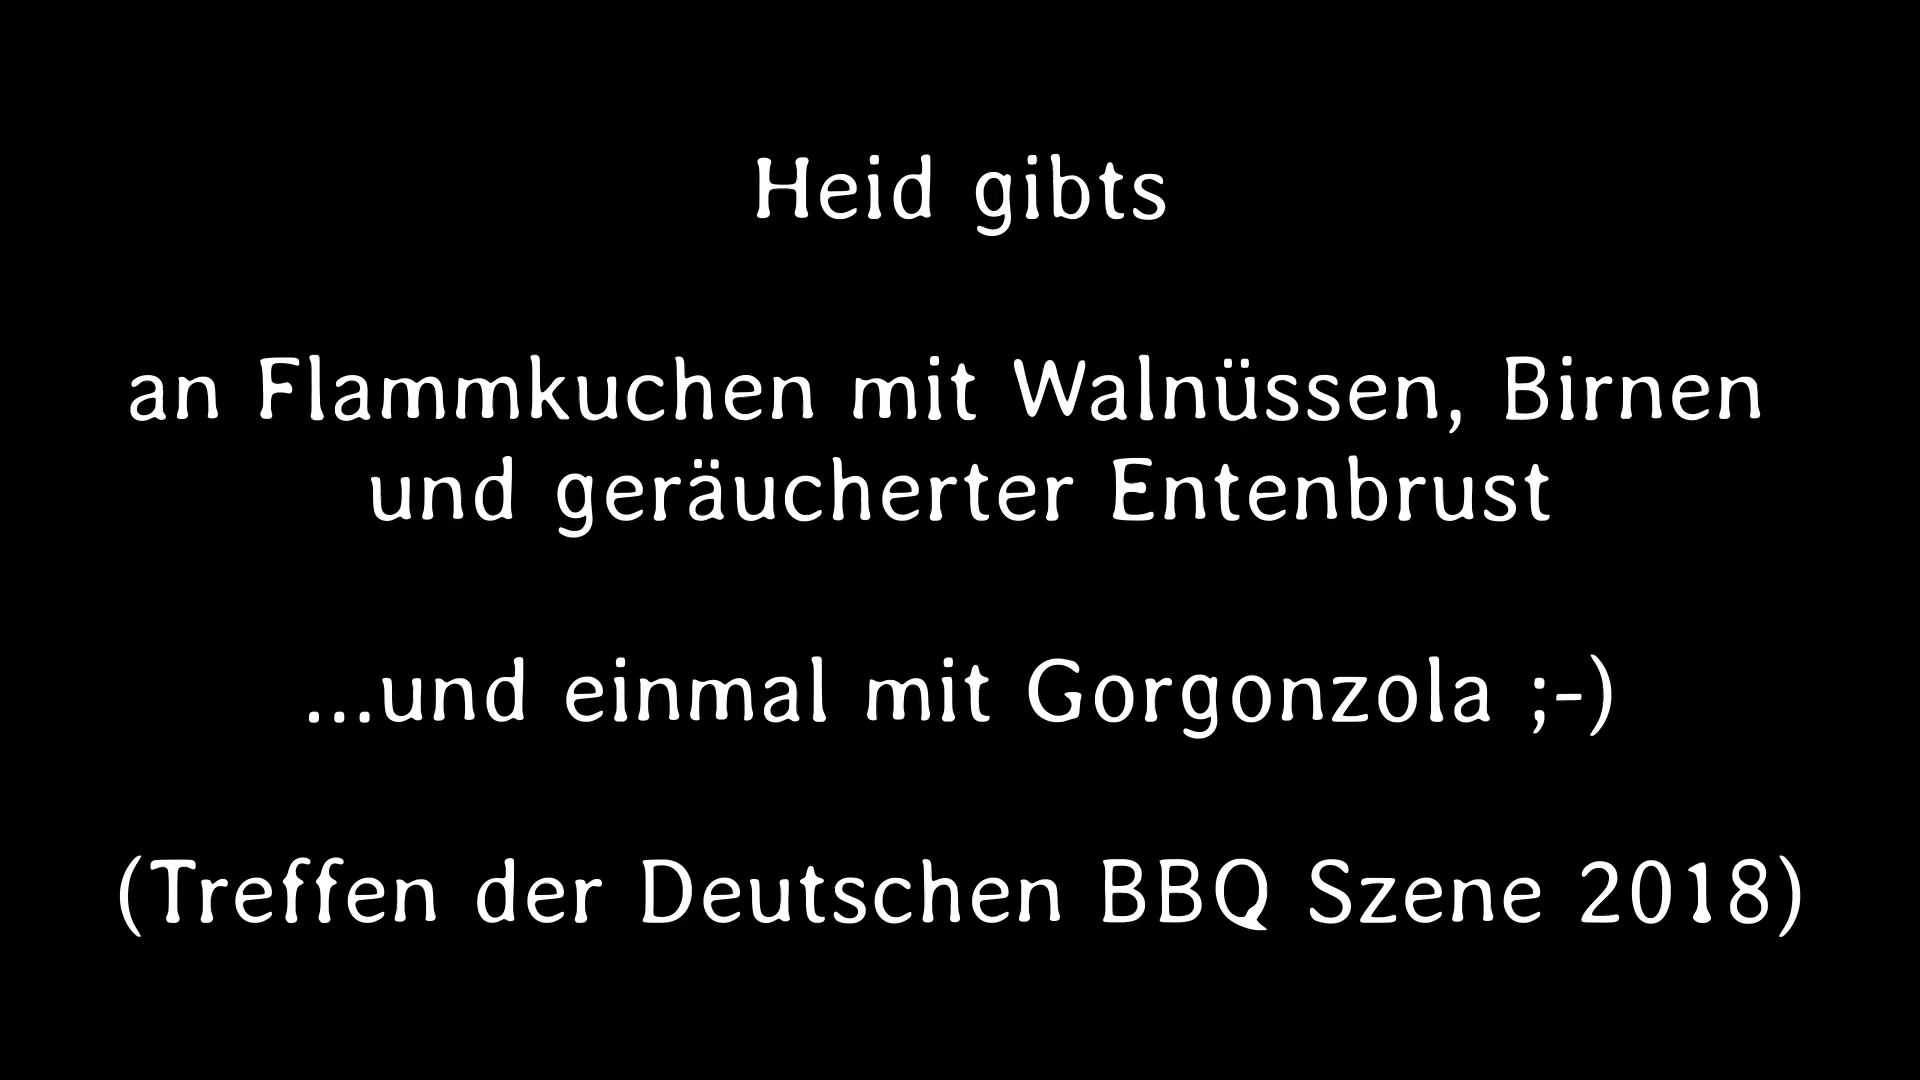 Heid gibts
an Flammkuchen mit Walnüssen, Birnen
und geräucherter Entenbrust
...und einmal mit Gorgonzola ;-)
(Treffen der Deutschen BBQ Szene 2018)